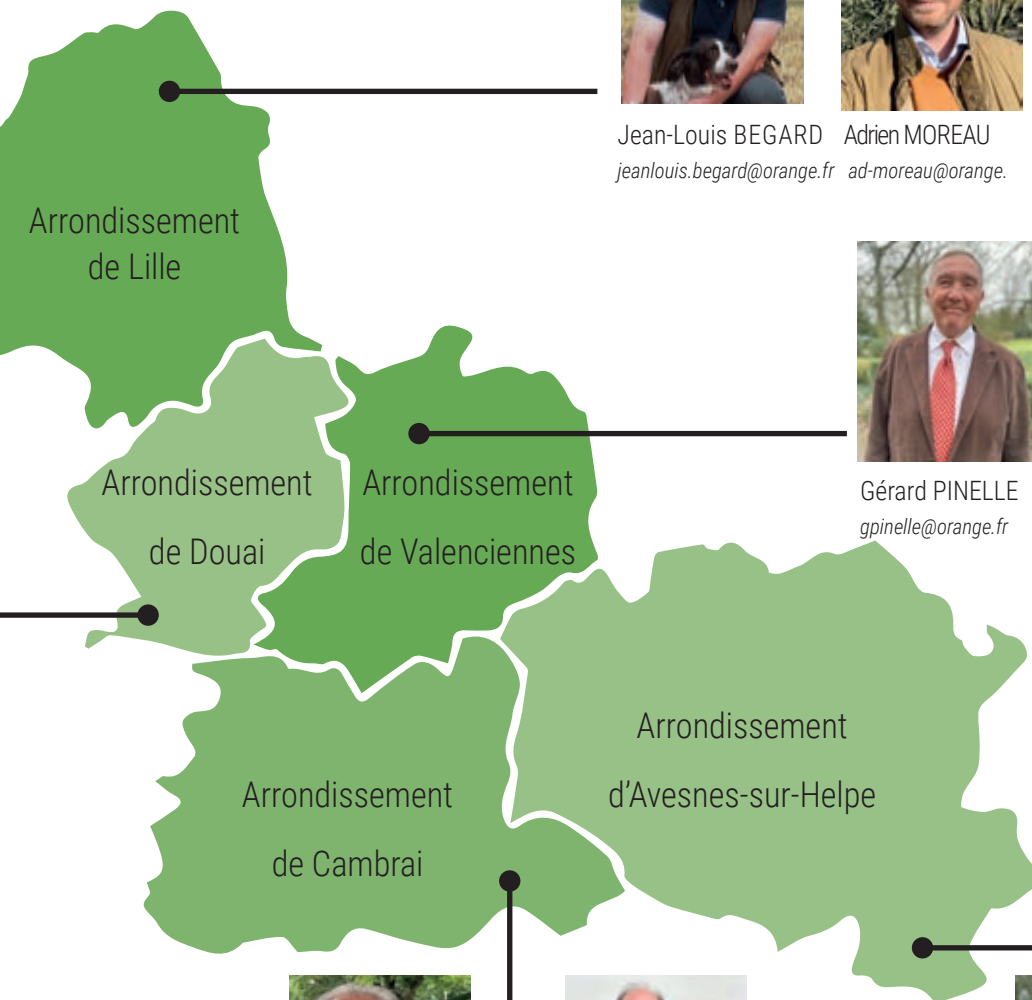 Jean-Louis BEGARD
jeanlouis.begard@orange.fr
Adrien MOREAU
ad-moreau@orange.
Arrondissement
de Lille
Gérard PINELLE
gpinelle@orange.fr
Arrondissement
de Douai
Arrondissement
de Valenciennes
Arrondissement
d'Avesnes-sur-Helpe
Arrondissement
de Cambrai